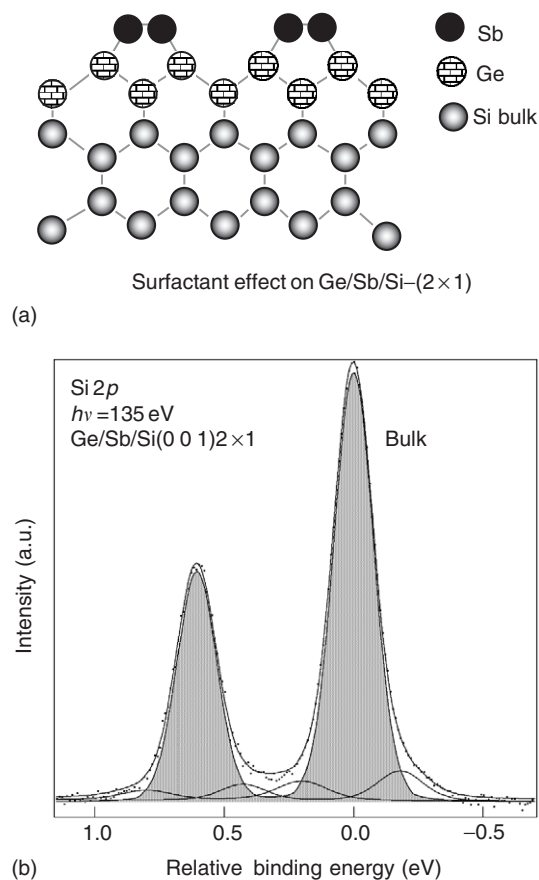 Sb
Ge
Si bulk
Surfactant effect on Ge/Sb/Si–(2×1)
(a)
Si 2p
hν =135 eV
Ge/Sb/Si(0 0 1)2×1
Bulk
Intensity (a.u.)
1.0 0.5 0.0 −0.5
(b) Relative binding energy (eV)